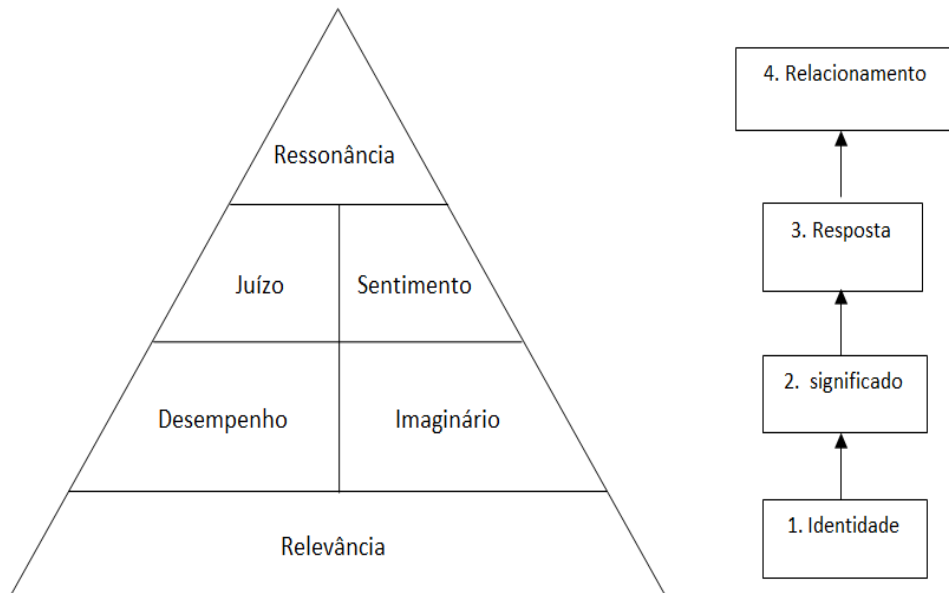 Ressonância
Juízo
Sentimento
Desempenho
Imaginário
Relevância
4. Relacionamento
3. Resposta
2. significado
1. Identidade